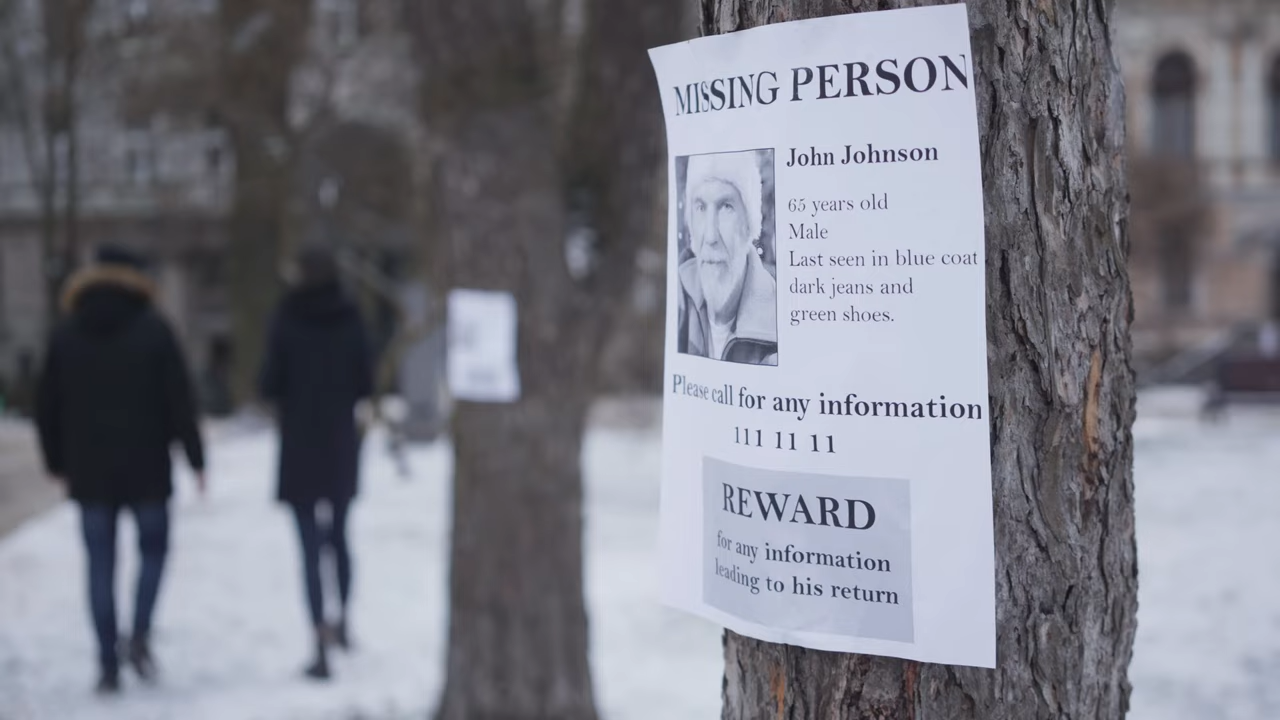 MISSING PERSON
John Johnson
65 years old
Male
Last seen in blue coat
dark jeans and
green shoes.
Please call for any information
111 11 11
REWARD
for any information
leading to his return